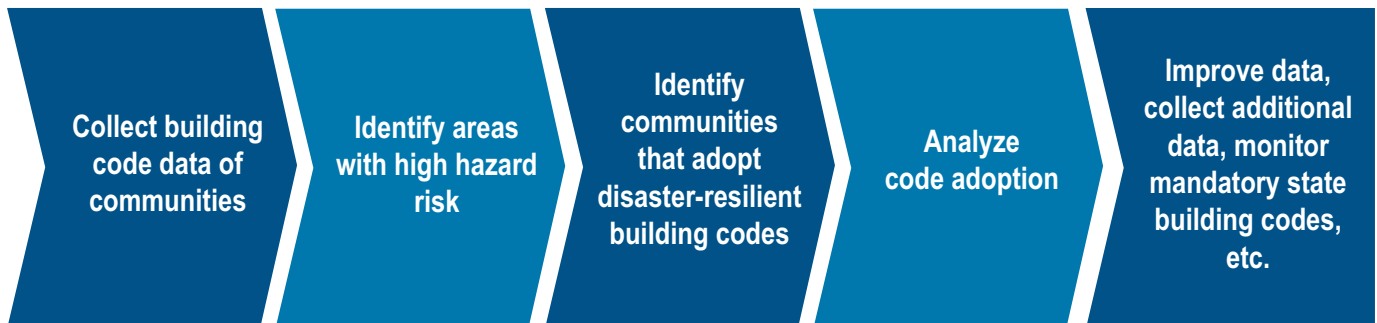 Collect building
code data of
communities
Identify areas
with high hazard
risk
Identify
communities
that adopt
disaster-resilient
building codes
Analyze
code adoption
Improve data,
collect additional
data, monitor
mandatory state
building codes,
etc.